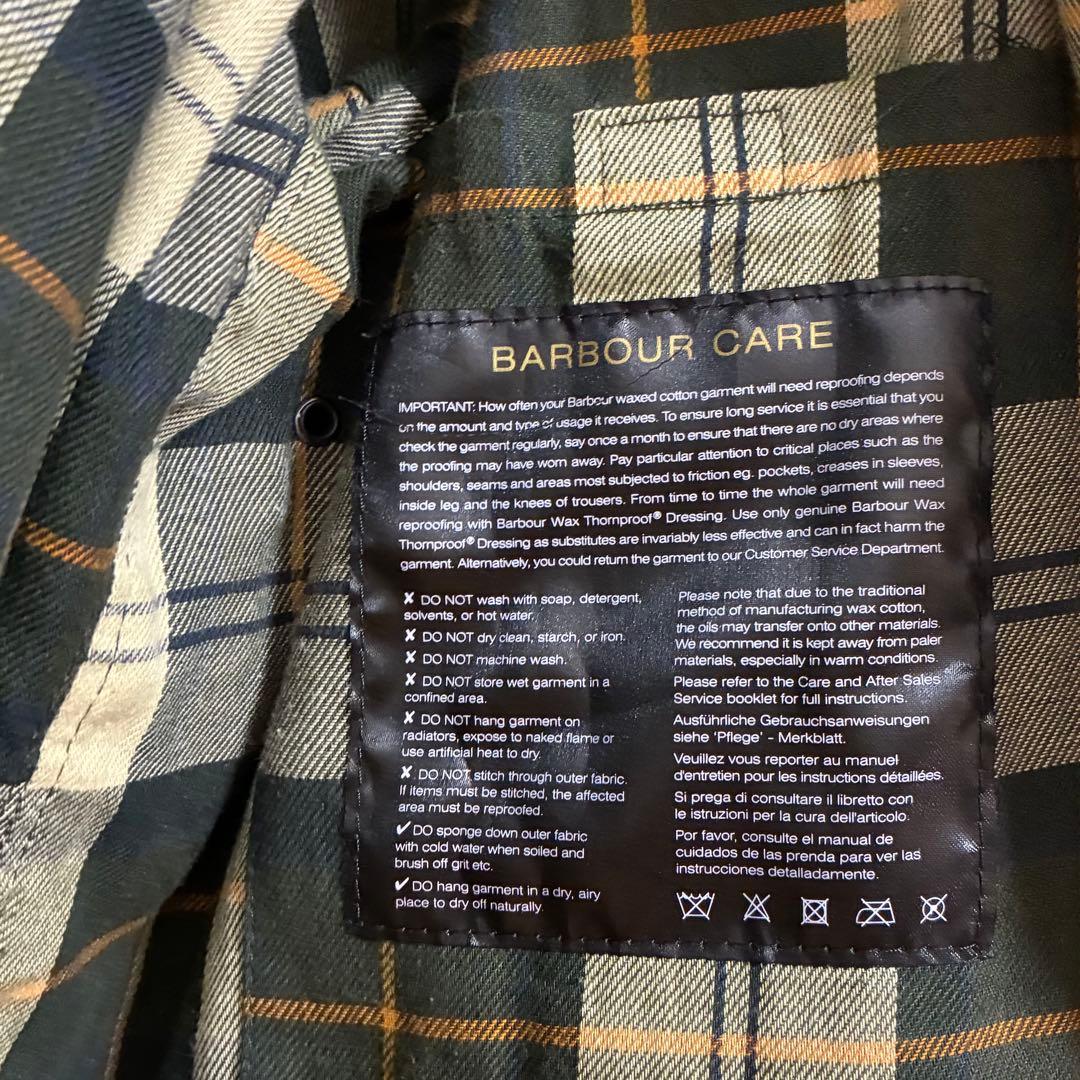 BARBOUR CARE
IMPORTANT: How often your Barbour waxed cotton garment will need reproofing depends
on the amount and type of usage it receives. To ensure long service it is essential that you
check the garment regularly, say once a month to ensure that there are no dry areas where
the proofing may have worn away. Pay particular attention to critical places such as the
shoulders, seams and areas most subjected to friction eg. pockets, creases in sleeves,
inside leg and the knees of trousers. From time to time the whole garment will need
reproofing with Barbour Wax Thornproof® Dressing. Use only genuine Barbour Wax
Thornproof® Dressing as substitutes are invariably less effective and can in fact harm the
garment. Alternatively, you could return the garment to our Customer Service Department.
✘ DO NOT wash with soap, detergent,
solvents, or hot water.
✘ DO NOT dry clean, starch, or iron.
✘ DO NOT machine wash.
✘ DO NOT store wet garment in a
confined area.
✘ DO NOT hang garment on
radiators, expose to naked flame or
use artificial heat to dry.
✘ DO NOT stitch through outer fabric.
If items must be stitched, the affected
area must be reproofed.
✔ DO sponge down outer fabric
with cold water when soiled and
brush off grit etc.
✔ DO hang garment in a dry, airy
place to dry off naturally.
Please note that due to the traditional
method of manufacturing wax cotton,
the oils may transfer onto other materials.
We recommend it is kept away from paler
materials, especially in warm conditions.
Please refer to the Care and After Sales
Service booklet for full instructions.
Ausführliche Gebrauchsanweisungen
siehe 'Pflege' - Merkblatt.
Veuillez vous reporter au manuel
d'entretien pour les instructions détaillées.
Si prega di consultare il libretto con
le istruzioni per la cura dell'articolo.
Por favor, consulte el manual de
cuidados de las prenda para ver las
instrucciones detalladamente.